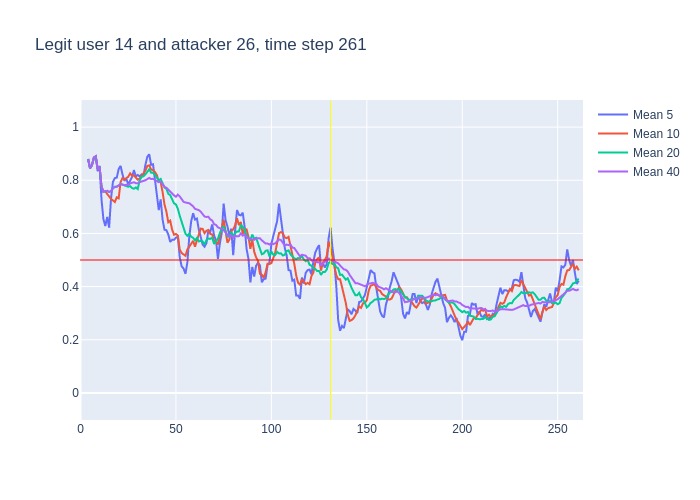 Legit user 14 and attacker 26, time step 261
Mean 5
Mean 10
Mean 20
Mean 40
1
0.8
0.6
0.4
0.2
0
0 50 100 150 200 250